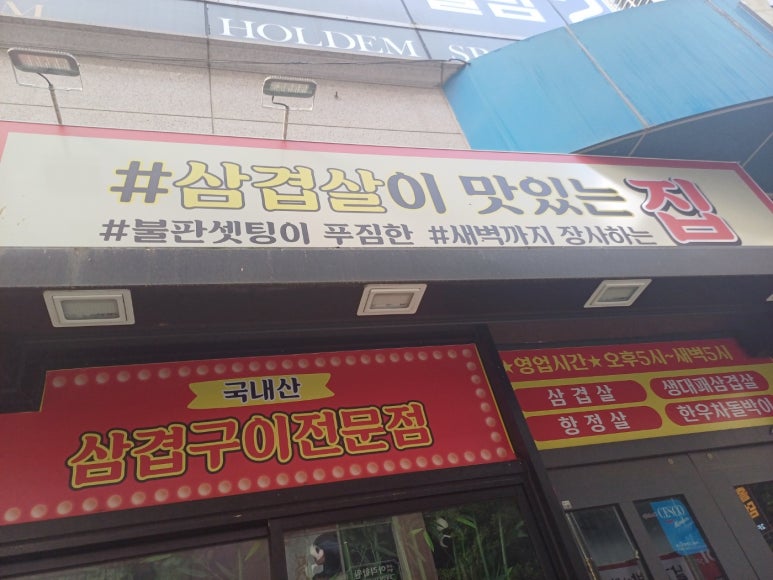 HOLDEM
#삼겹살이 맛있는 집
#불판셋팅이 푸짐한 #새벽까지 장사하는
국내산
삼겹구이전문점
★영업시간★ 오후5시~새벽5시
삼겹살 생대패삼겹살
항정살 한우차돌박이
CESCO